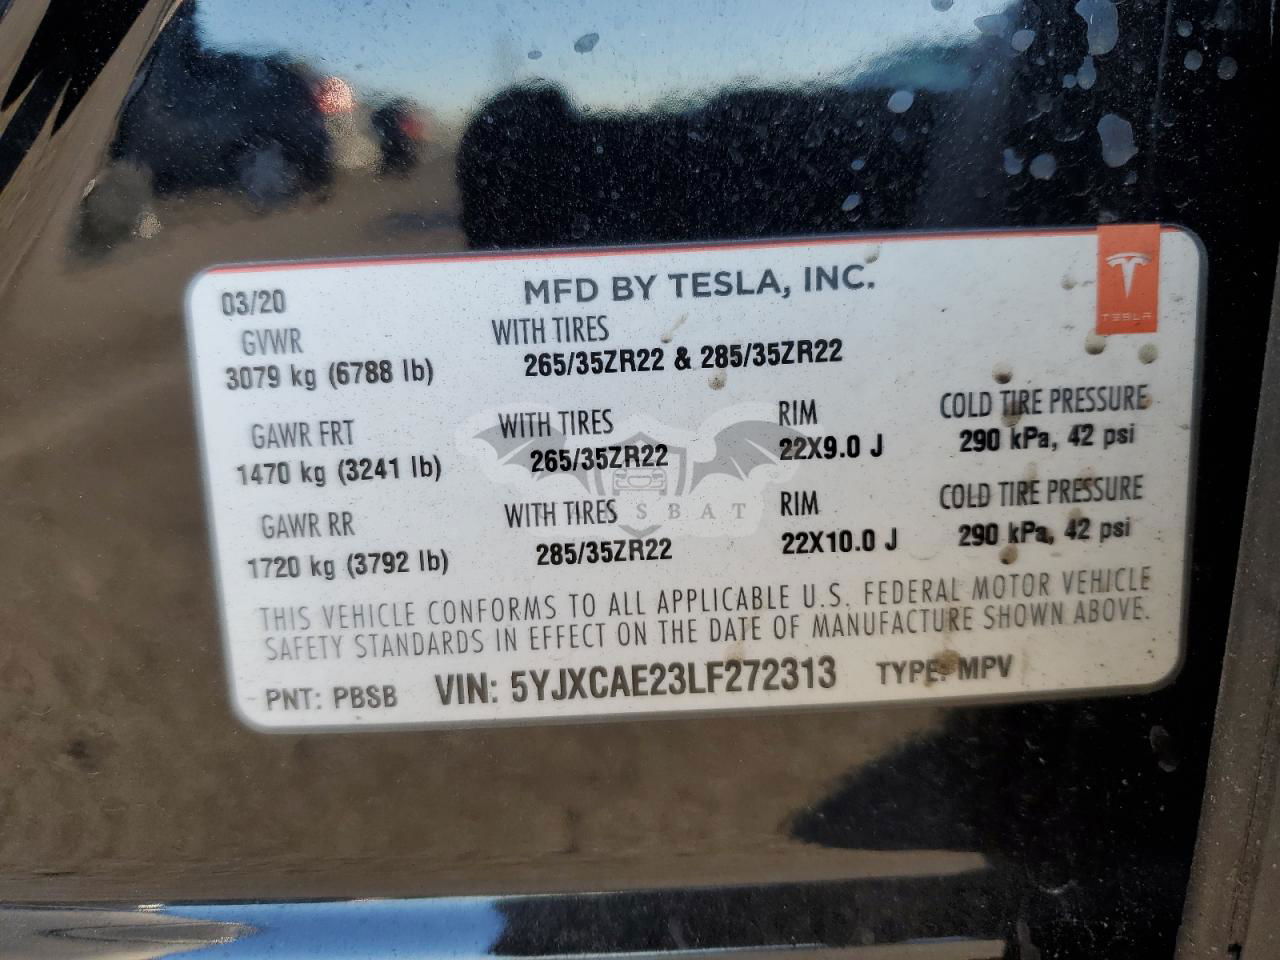 03/20
MFD BY TESLA, INC.
TESLA
GVWR
WITH TIRES
3079 kg (6788 lb)
265/35ZR22 & 285/35ZR22
GAWR FRT
WITH TIRES
RIM
COLD TIRE PRESSURE
1470 kg (3241 lb)
265/35ZR22
22X9.0 J
290 kPa, 42 psi
GAWR RR
WITH TIRES
RIM
COLD TIRE PRESSURE
1720 kg (3792 lb)
285/35ZR22
22X10.0 J
290 kPa, 42 psi
SBAT
THIS VEHICLE CONFORMS TO ALL APPLICABLE U.S. FEDERAL MOTOR VEHICLE
SAFETY STANDARDS IN EFFECT ON THE DATE OF MANUFACTURE SHOWN ABOVE.
PNT: PBSB
VIN: 5YJXCAE23LF272313
TYPE: MPV